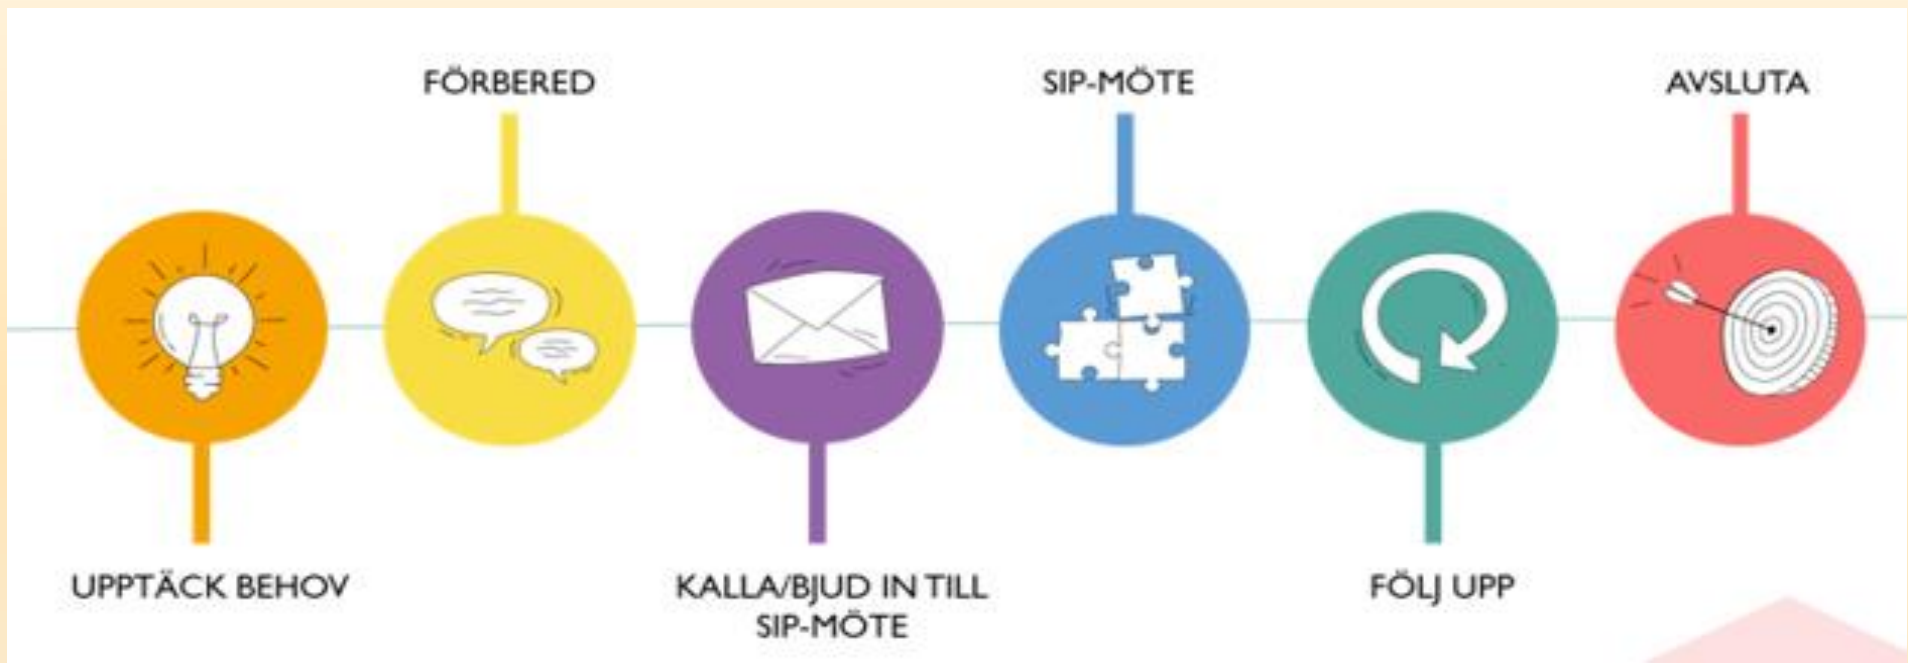 UPPTÄCK BEHOV
FÖRBERED
KALLA/BJUD IN TILL
SIP-MÖTE
SIP-MÖTE
FÖLJ UPP
AVSLUTA